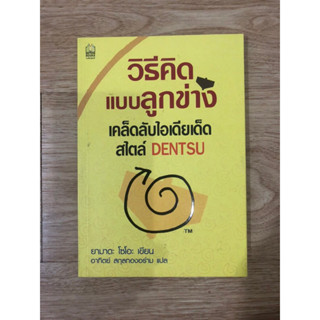 วิธีคิด
แบบลูกข่าง
เคล็ดลับไอเดียเด็ด
สไตล์ DENTSU
TM
ยามาดะ โซโอะ เขียน
อาทิตย์ สกุลทองอร่าม แปล